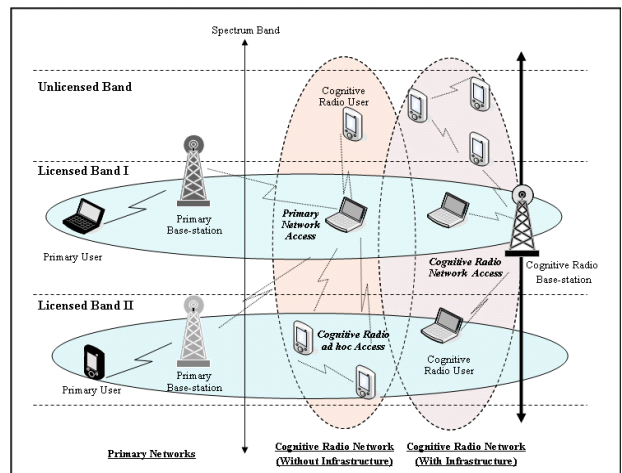 Spectrum Band
Unlicensed Band
Cognitive
Radio User
Licensed Band I
Primary
Base-station
Primary User
Primary
Network
Access
Cognitive Radio
Network Access
Cognitive Radio
Base-station
Licensed Band II
Primary
Base-station
Primary User
Cognitive Radio
ad hoc Access
Cognitive
Radio User
Primary Networks
Cognitive Radio Network
(Without Infrastructure)
Cognitive Radio Network
(With Infrastructure)